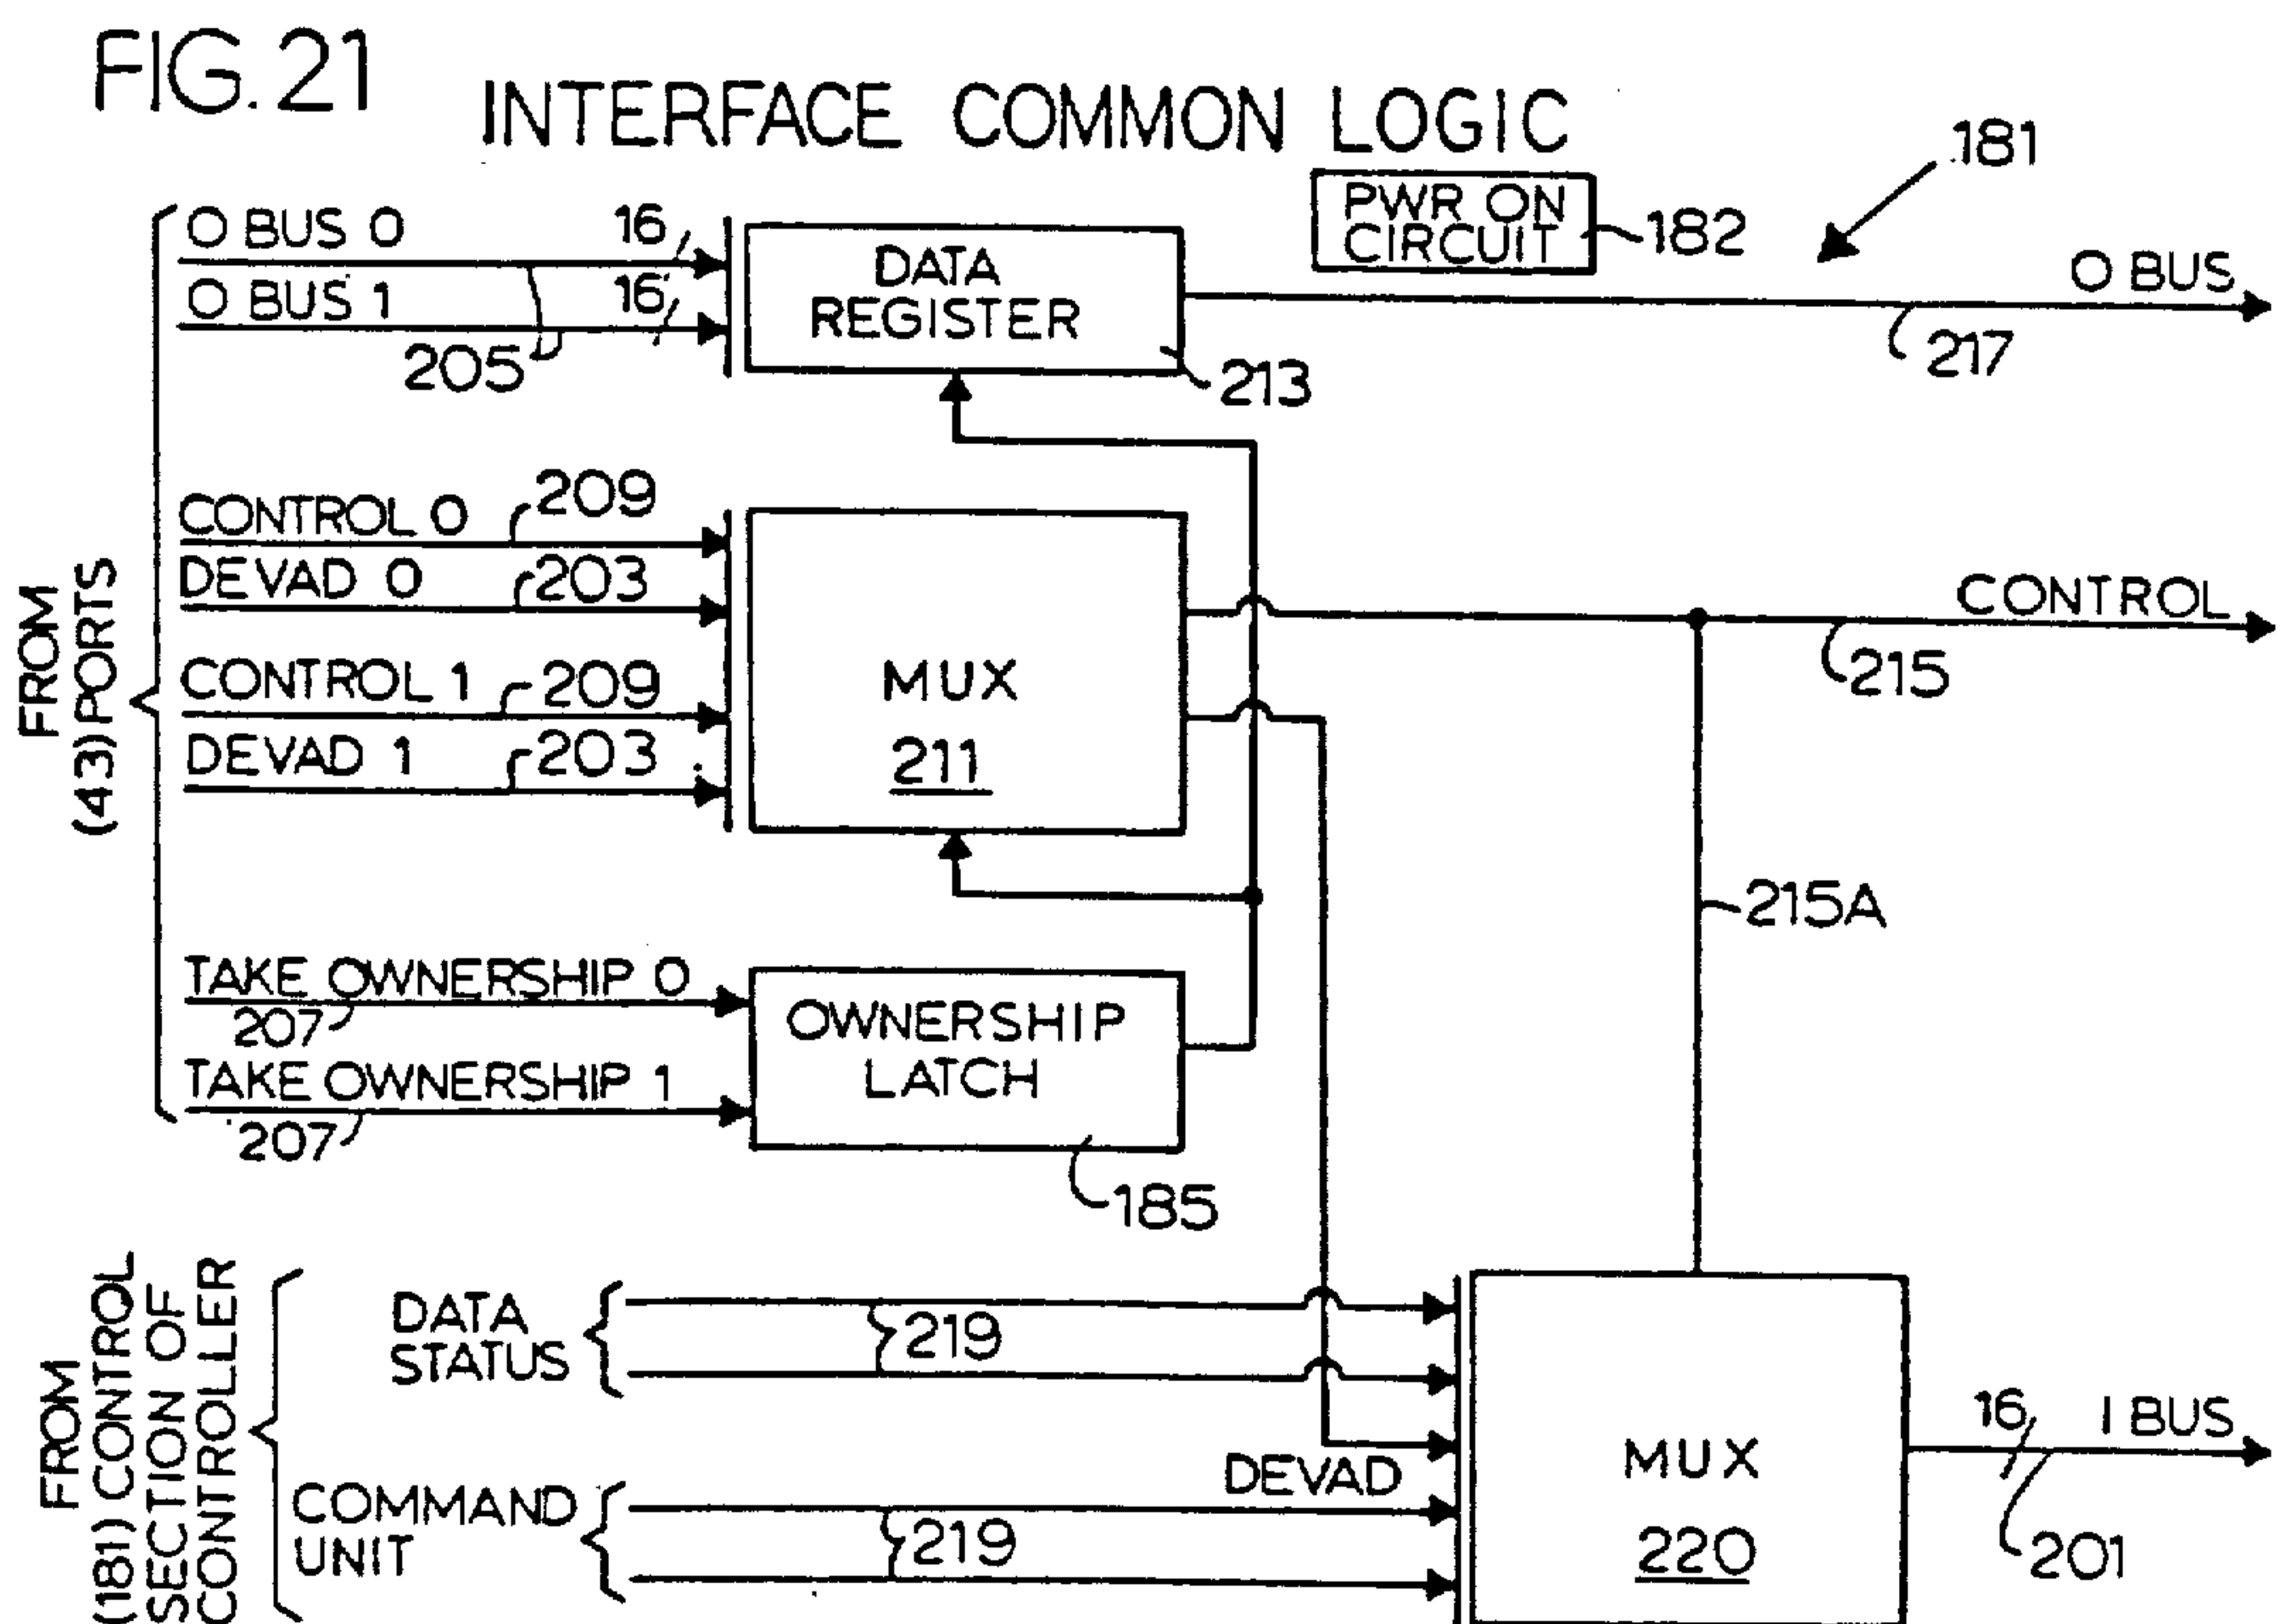 FIG. 21
INTERFACE COMMON LOGIC
181
PWR ON
CIRCUIT
182
O BUS 0
16
O BUS 1
16
205
DATA
REGISTER
213
O BUS
217
FROM
(43) PORTS
CONTROL 0
209
DEVAD 0
203
CONTROL 1
209
DEVAD 1
203
MUX
211
CONTROL
215
215A
TAKE OWNERSHIP 0
207
TAKE OWNERSHIP 1
207
OWNERSHIP
LATCH
185
FROM
(181) CONTROL
SECTION OF
CONTROLLER
DATA
STATUS
219
DEVAD
COMMAND
UNIT
219
MUX
220
16
I BUS
201